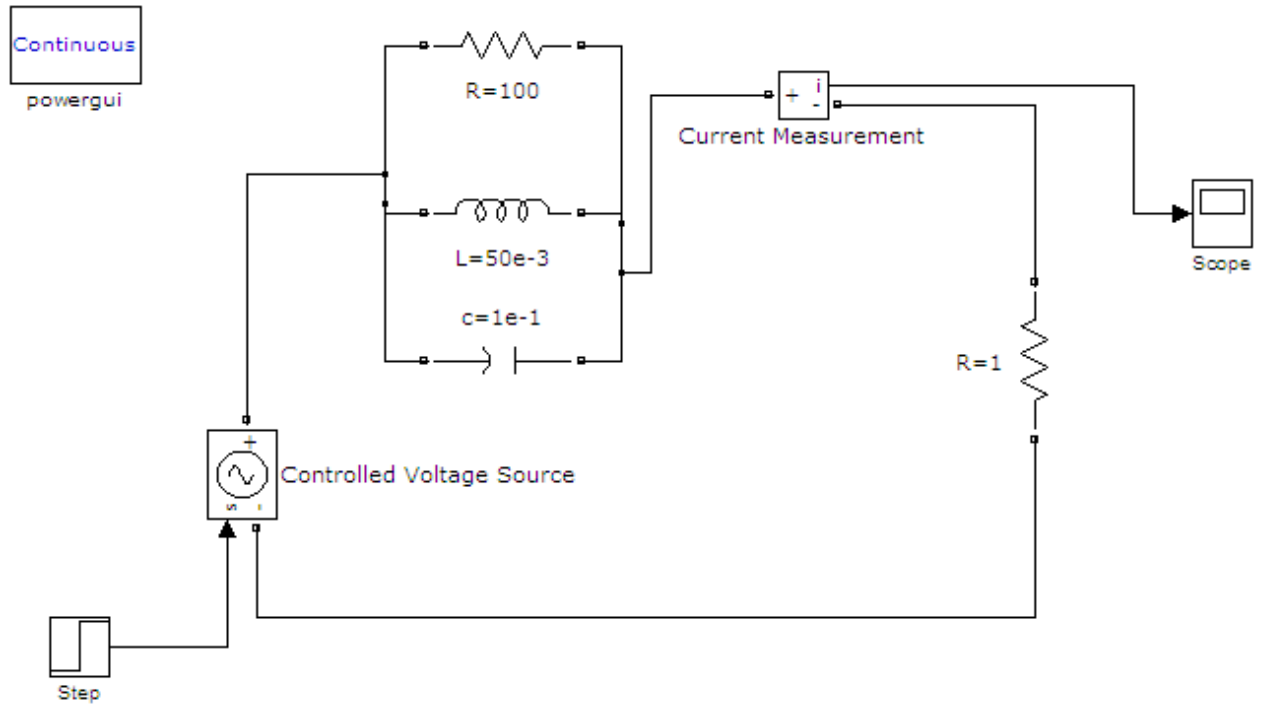 Continuous
powergui
R=100
+ i -
Current Measurement
L=50e-3
Scope
c=1e-1
R=1
+
Controlled Voltage Source
s -
Step